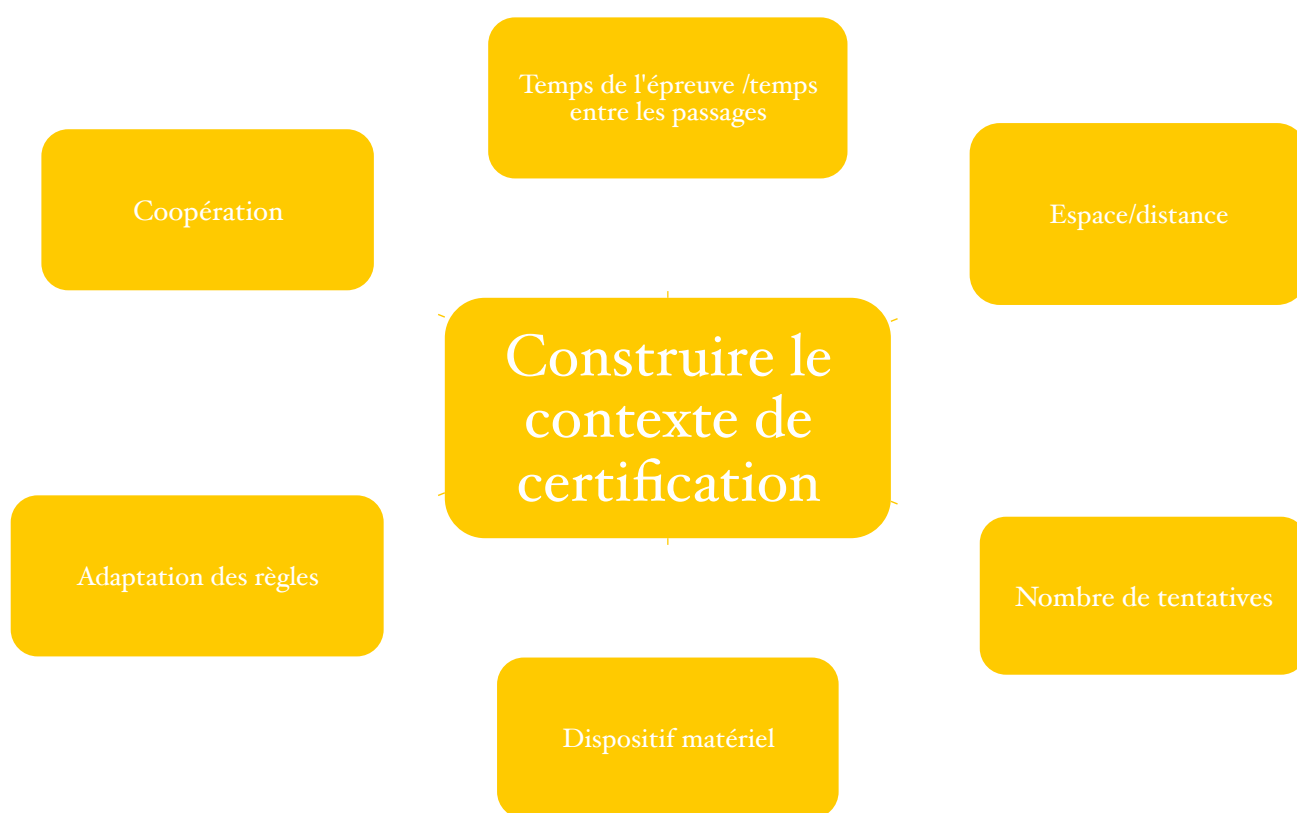 Temps de l'épreuve /temps
entre les passages
Coopération
Espace/distance
Construire le
contexte de
certification
Adaptation des règles
Nombre de tentatives
Dispositif matériel